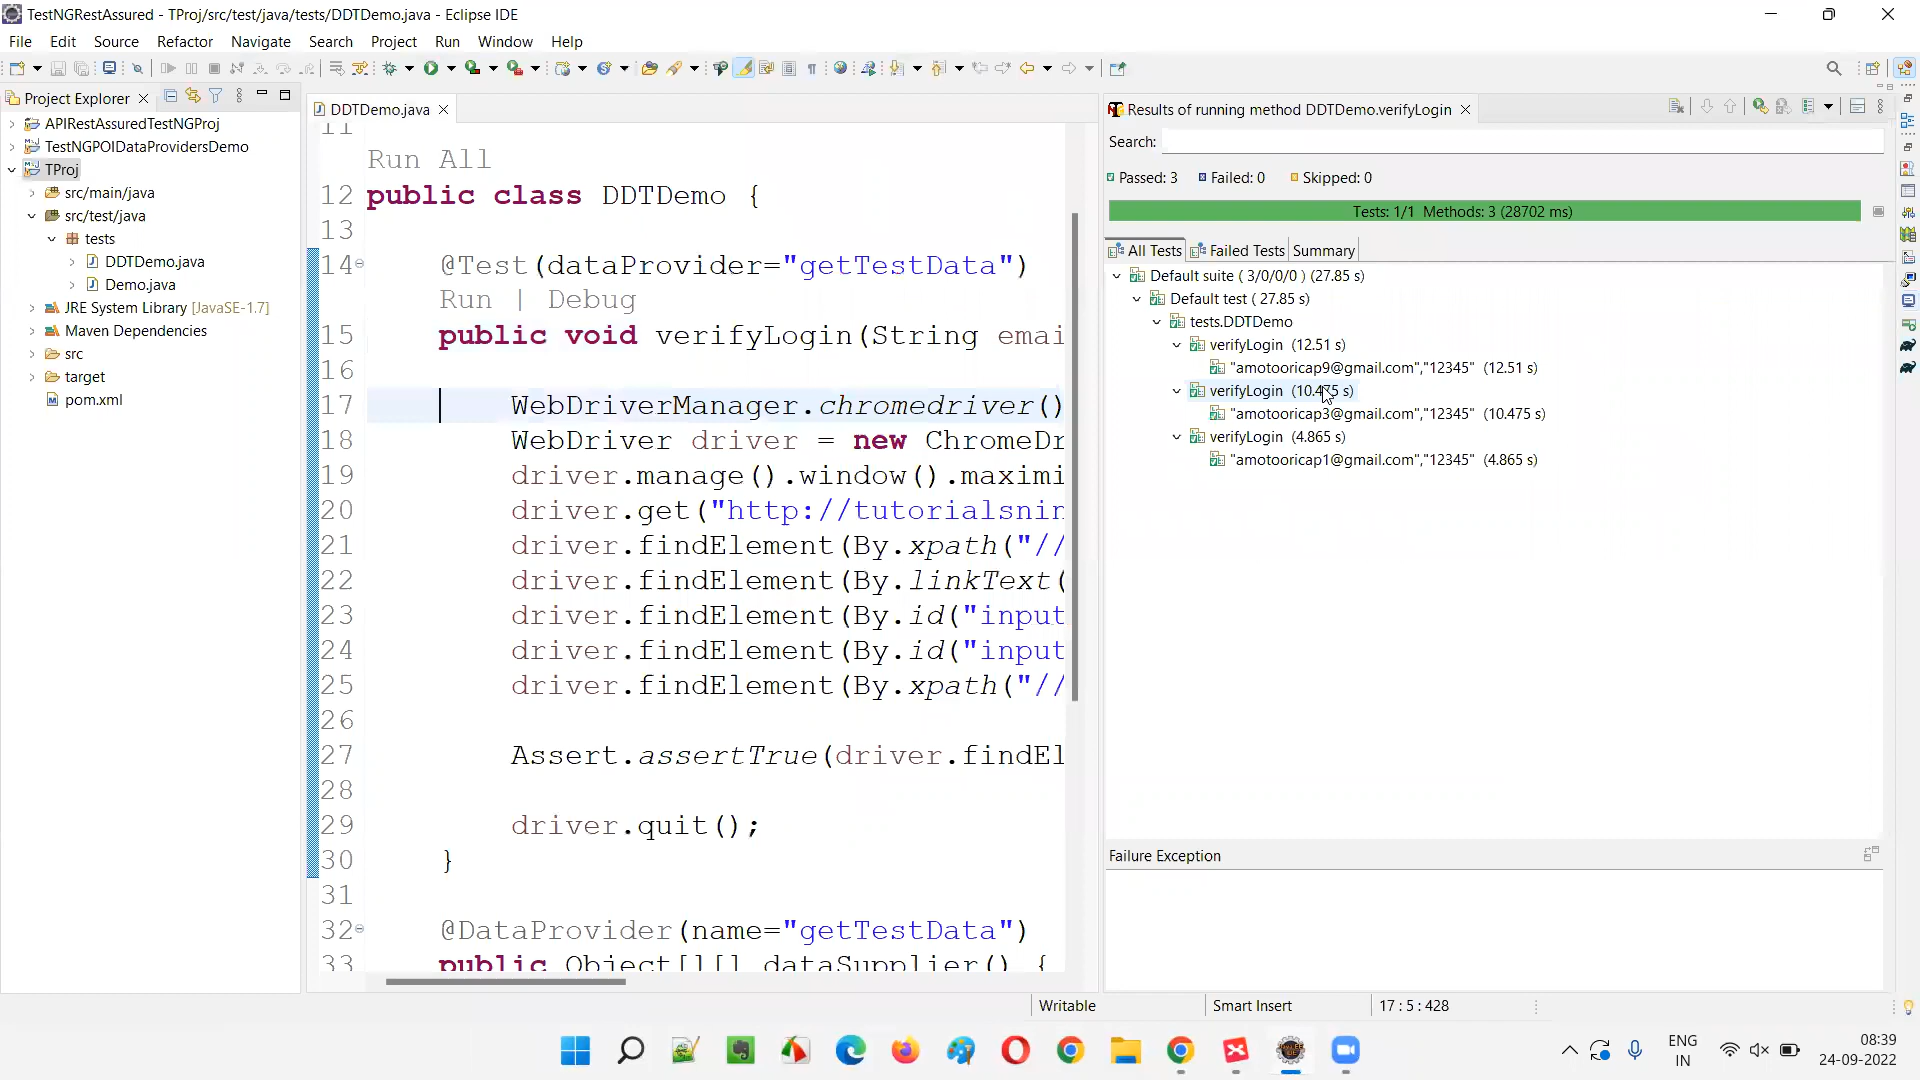 TestNGRestAssured - TProj/src/test/java/tests/DDTDemo.java - Eclipse IDE
File Edit Source Refactor Navigate Search Project Run Window Help
Project Explorer
APIRestAssuredTestNGProj
TestNGPOIDataProvidersDemo
TProj
src/main/java
src/test/java
tests
DDTDemo.java
Demo.java
JRE System Library [JavaSE-1.7]
Maven Dependencies
src
target
pom.xml
DDTDemo.java
11
Run All
12 public class DDTDemo {
13
14 @Test(dataProvider="getTestData")
Run | Debug
15 public void verifyLogin(String emai
16
17 WebDriverManager.chromedriver()
18 WebDriver driver = new ChromeDr
19 driver.manage().window().maximi
20 driver.get("http://tutorialsnin
21 driver.findElement(By.xpath("//
22 driver.findElement(By.linkText(
23 driver.findElement(By.id("input
24 driver.findElement(By.id("input
25 driver.findElement(By.xpath("//
26
27 Assert.assertTrue(driver.findEl
28
29 driver.quit();
30 }
31
32 @DataProvider(name="getTestData")
33 public Object[][] dataSupplier() {
Results of running method DDTDemo.verifyLogin
Search:
Passed: 3 Failed: 0 Skipped: 0
Tests: 1/1 Methods: 3 (28702 ms)
All Tests Failed Tests Summary
Default suite ( 3/0/0/0 ) (27.85 s)
Default test ( 27.85 s)
tests.DDTDemo
verifyLogin (12.51 s)
"amotooricap9@gmail.com","12345" (12.51 s)
verifyLogin (10.475 s)
"amotooricap3@gmail.com","12345" (10.475 s)
verifyLogin (4.865 s)
"amotooricap1@gmail.com","12345" (4.865 s)
Failure Exception
Writable Smart Insert 17 : 5 : 428
ENG
IN
08:39
24-09-2022